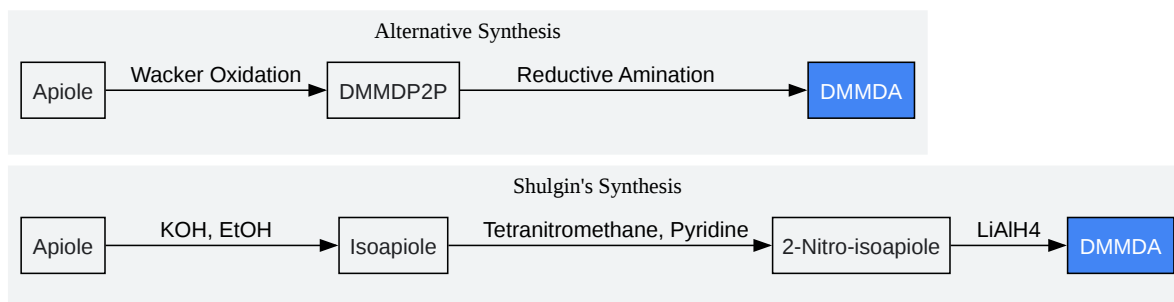 Alternative Synthesis
Apiole Wacker Oxidation DMMDP2P Reductive Amination DMMDA
Shulgin's Synthesis
Apiole KOH, EtOH Isoapiole Tetranitromethane, Pyridine 2-Nitro-isoapiole LiAlH4 DMMDA